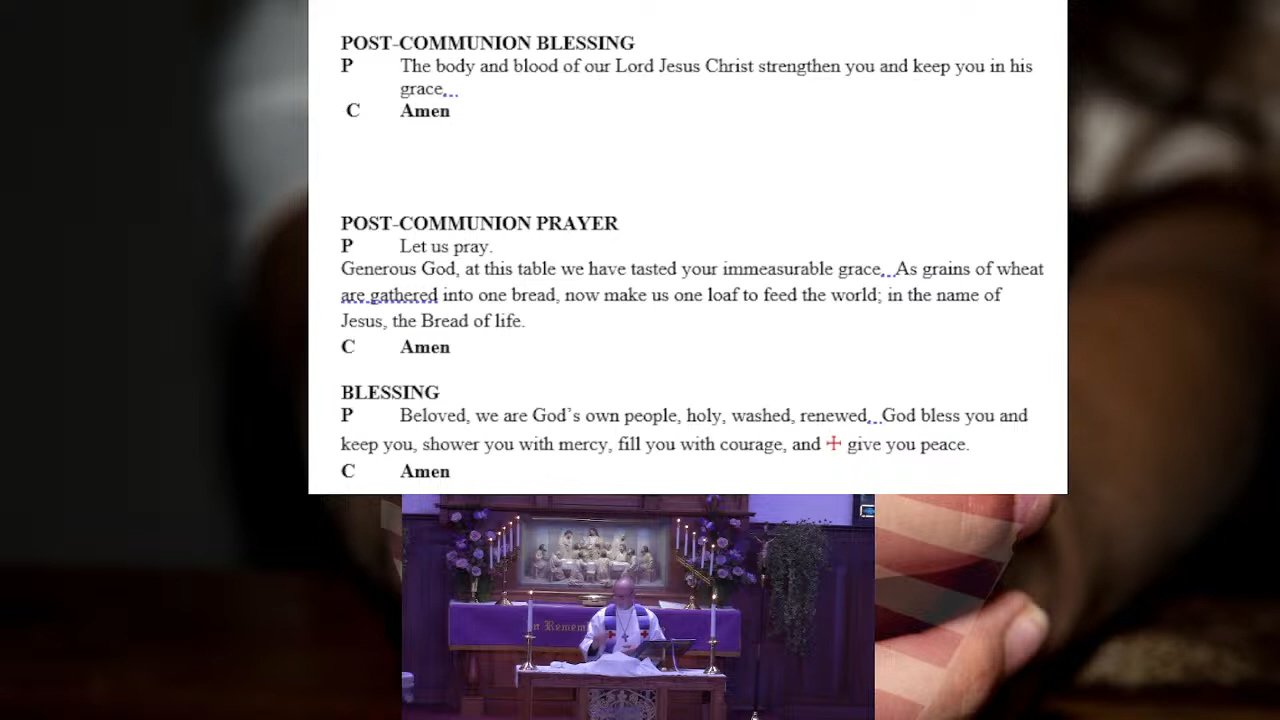 POST-COMMUNION BLESSING
P The body and blood of our Lord Jesus Christ strengthen you and keep you in his
grace...
C Amen
POST-COMMUNION PRAYER
P Let us pray.
Generous God, at this table we have tasted your immeasurable grace...As grains of wheat
are gathered into one bread, now make us one loaf to feed the world; in the name of
Jesus, the Bread of life.
C Amen
BLESSING
P Beloved, we are God's own people, holy, washed, renewed...God bless you and
keep you, shower you with mercy, fill you with courage, and ☩ give you peace.
C Amen